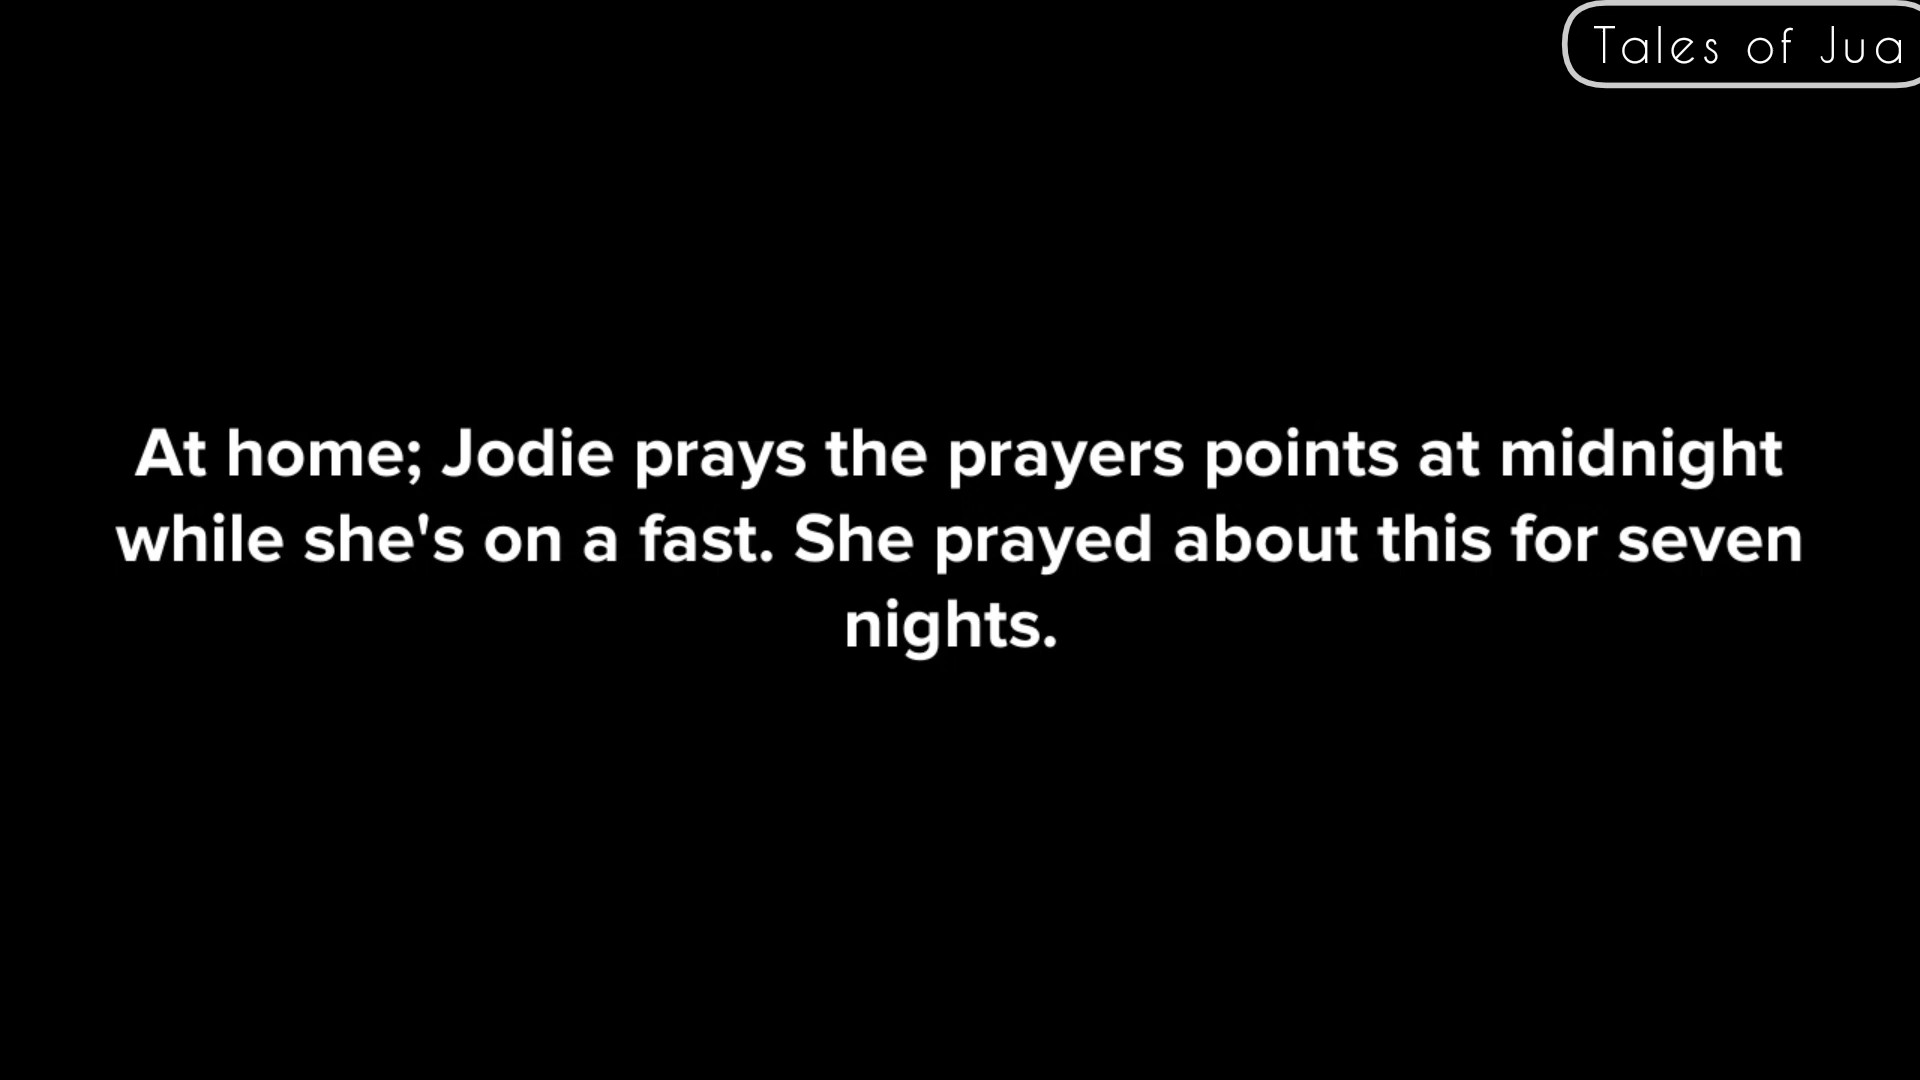 Tales of Jua
At home; Jodie prays the prayers points at midnight
while she's on a fast. She prayed about this for seven
nights.